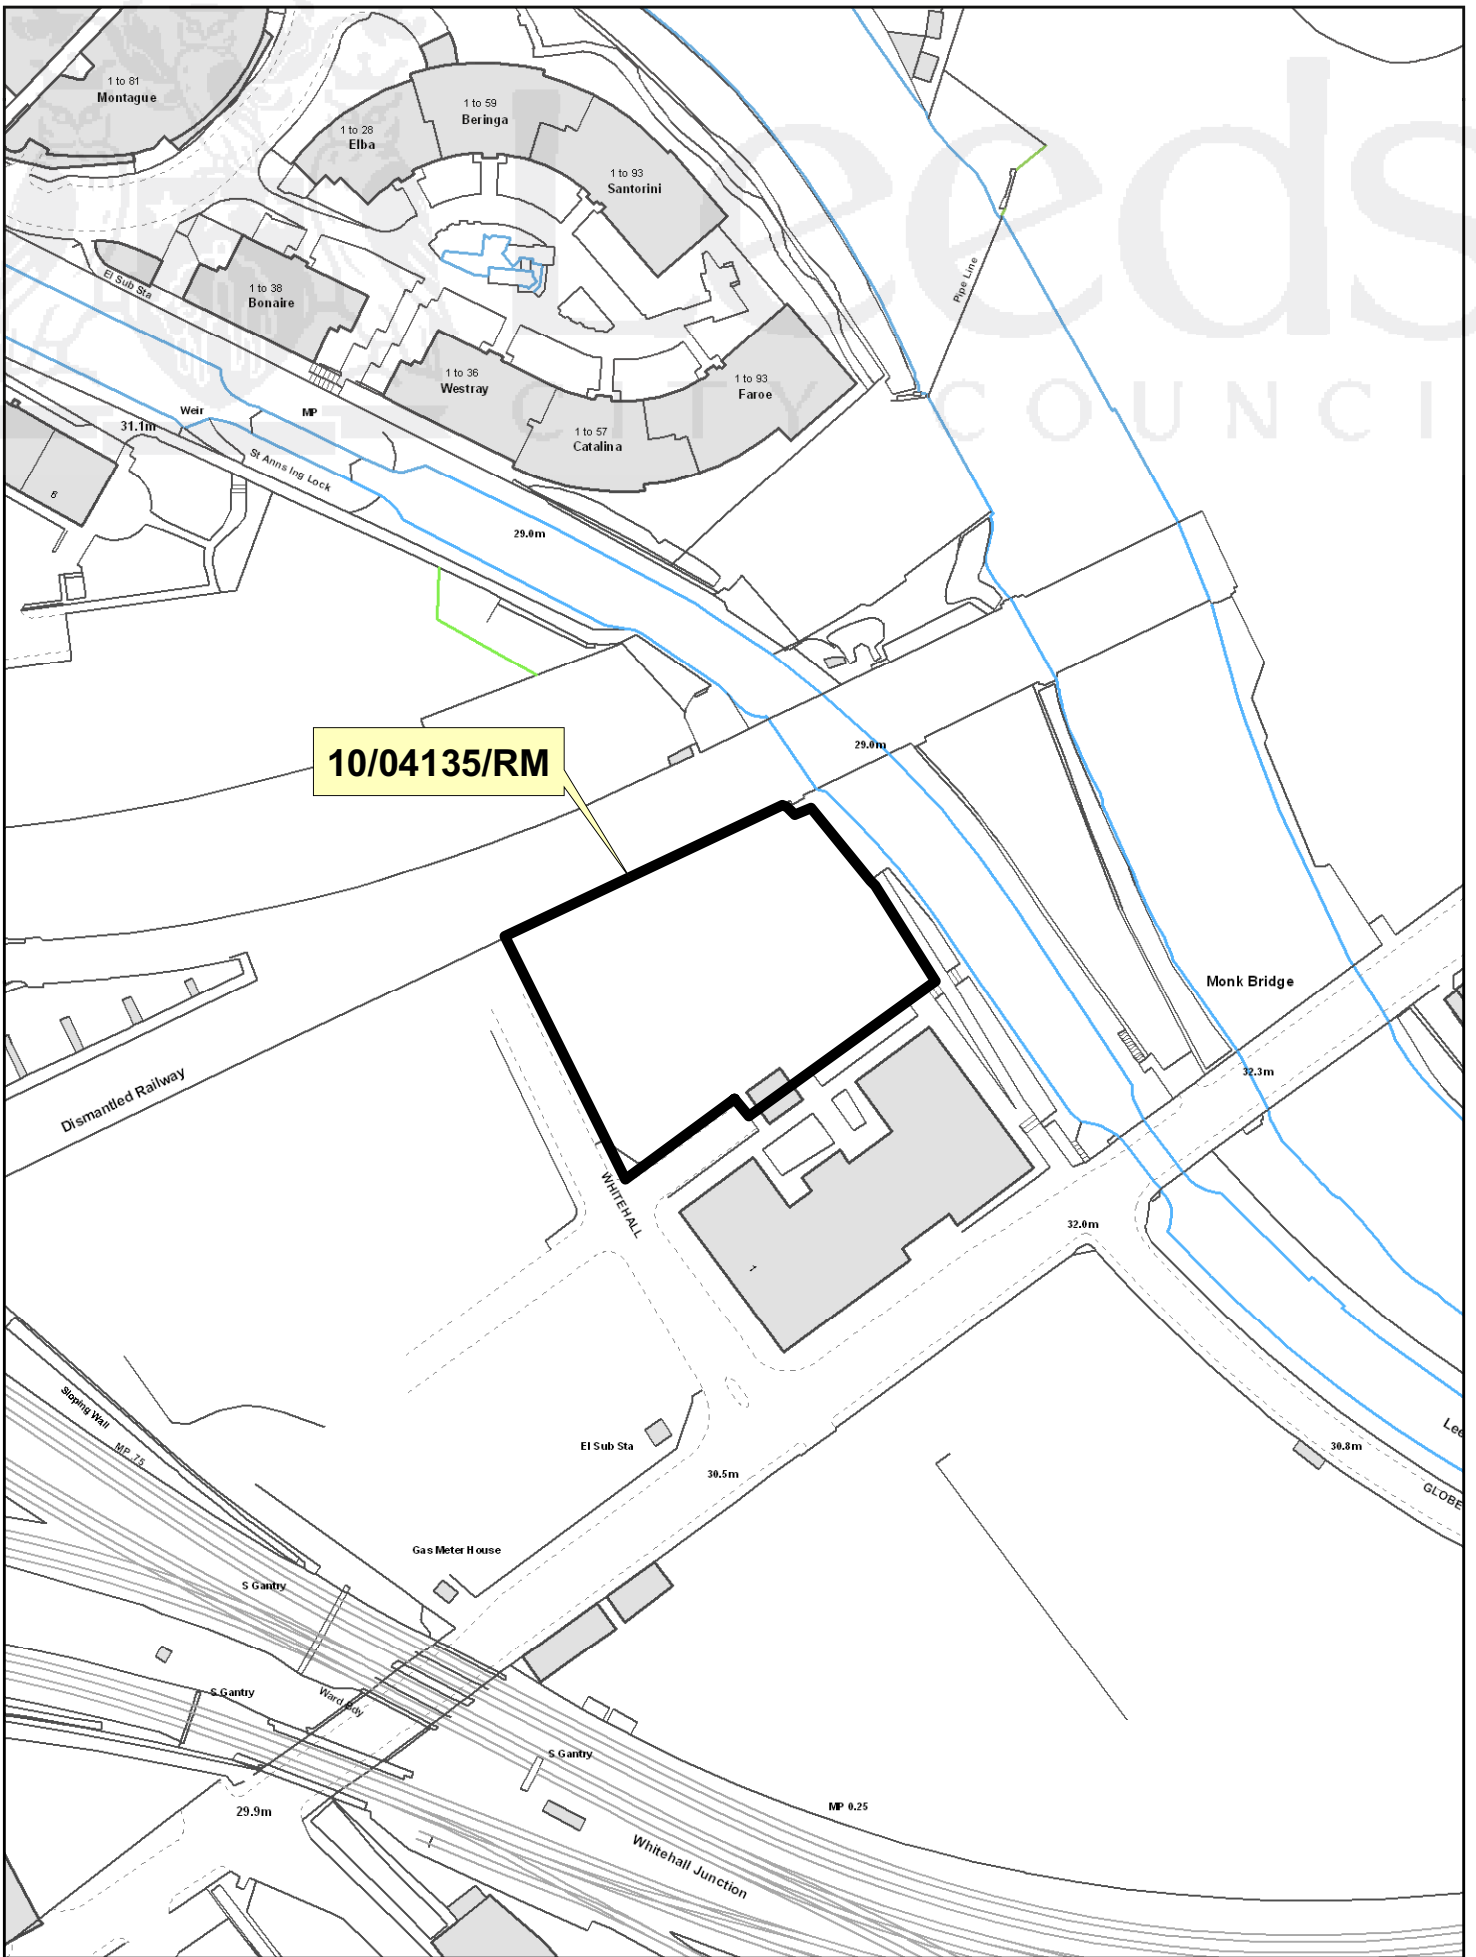 Leeds
CITY COUNCI
1 to 81
Montague
1 to 59
Beringa
1 to 28
Elba
1 to 93
Santorini
El Sub Sta
1 to 38
Bonaire
Pipe Line
1 to 36
Westray
1 to 93
Faroe
1 to 57
Catalina
Weir
MP
31.1m
St Anns Ing Lock
29.0m
10/04135/RM
29.0m
Monk Bridge
32.3m
Dismantled Railway
WHITEHALL
32.0m
1
Sloping Wall
MP .75
El Sub Sta
30.5m
Lee
30.8m
GLOBE
Gas Meter House
S Gantry
S Gantry
Ward Bdy
S Gantry
29.9m
MP 0.25
Whitehall Junction